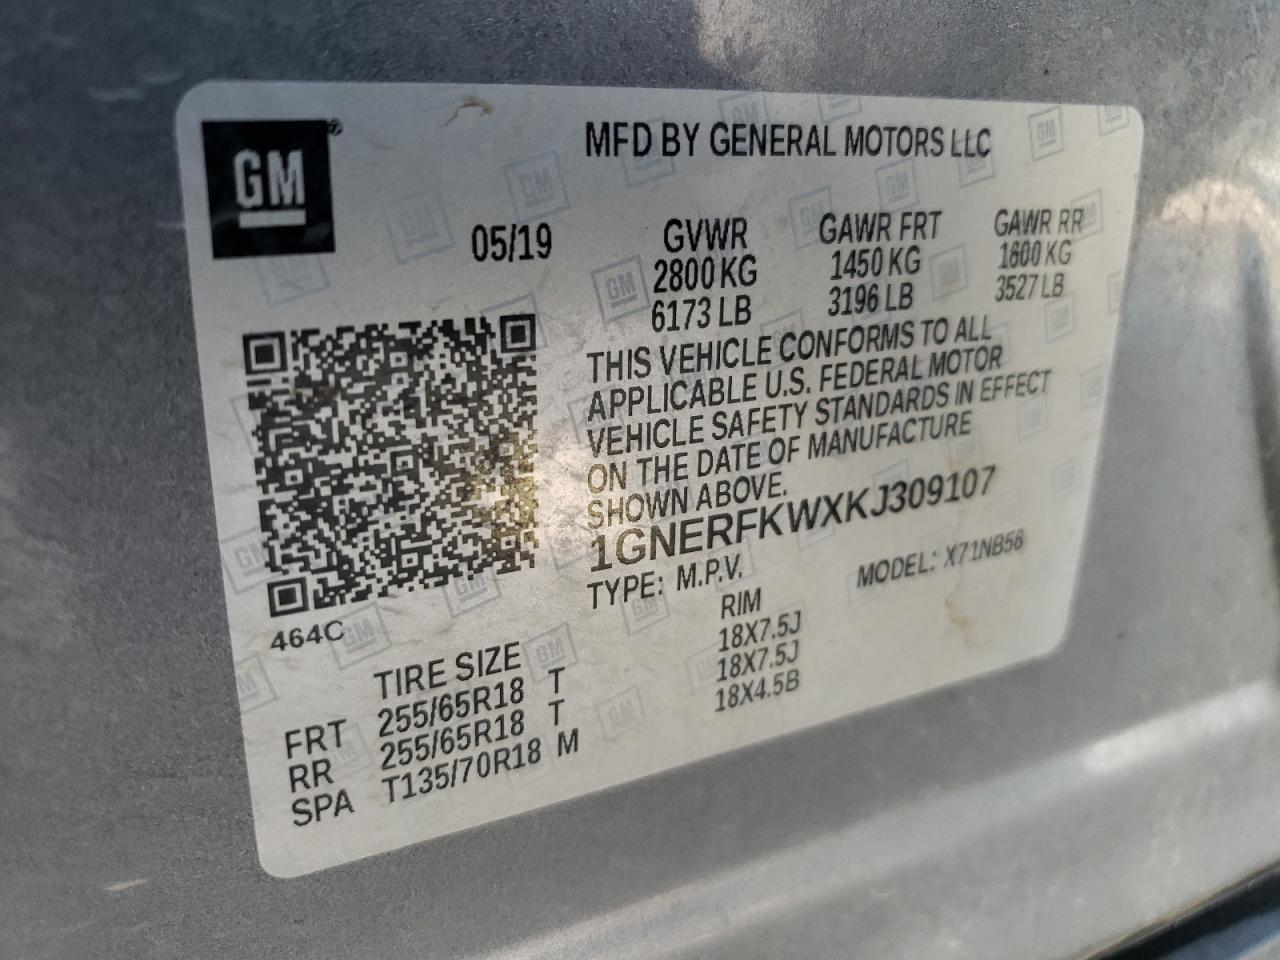 GM
MFD BY GENERAL MOTORS LLC
05/19
GVWR GAWR FRT GAWR RR
2800 KG 1450 KG 1600 KG
6173 LB 3196 LB 3527 LB
THIS VEHICLE CONFORMS TO ALL
APPLICABLE U.S. FEDERAL MOTOR
VEHICLE SAFETY STANDARDS IN EFFECT
ON THE DATE OF MANUFACTURE
SHOWN ABOVE.
1GNERFKWXKJ309107
TYPE: M.P.V. MODEL: X71NB56
464C
TIRE SIZE RIM
FRT 255/65R18 T 18X7.5J
RR 255/65R18 T 18X7.5J
SPA T135/70R18 M 18X4.5B